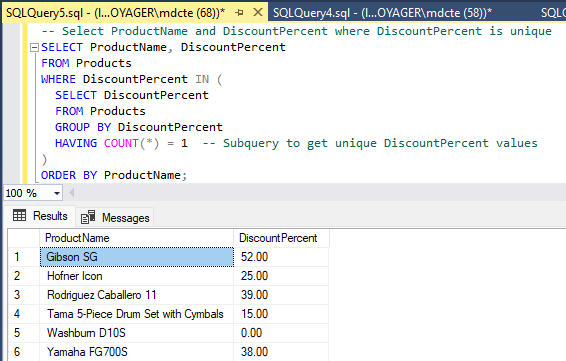 SQLQuery5.sql - (l...OYAGER\mdcte (68))* SQLQuery4.sql - (l...OYAGER\mdcte (62))* SQLQ
-- Select ProductName and DiscountPercent where DiscountPercent is unique
SELECT ProductName, DiscountPercent
FROM Products
WHERE DiscountPercent IN (
SELECT DiscountPercent
FROM Products
GROUP BY DiscountPercent
HAVING COUNT(*) = 1 -- Subquery to get unique DiscountPercent values
)
ORDER BY ProductName;
100 %
Results Messages
ProductName DiscountPercent
1 Gibson SG 52.00
2 Hofner Icon 25.00
3 Rodriguez Caballero 11 39.00
4 Tama 5-Piece Drum Set with Cymbals 15.00
5 Washburn D10S 0.00
6 Yamaha FG700S 38.00